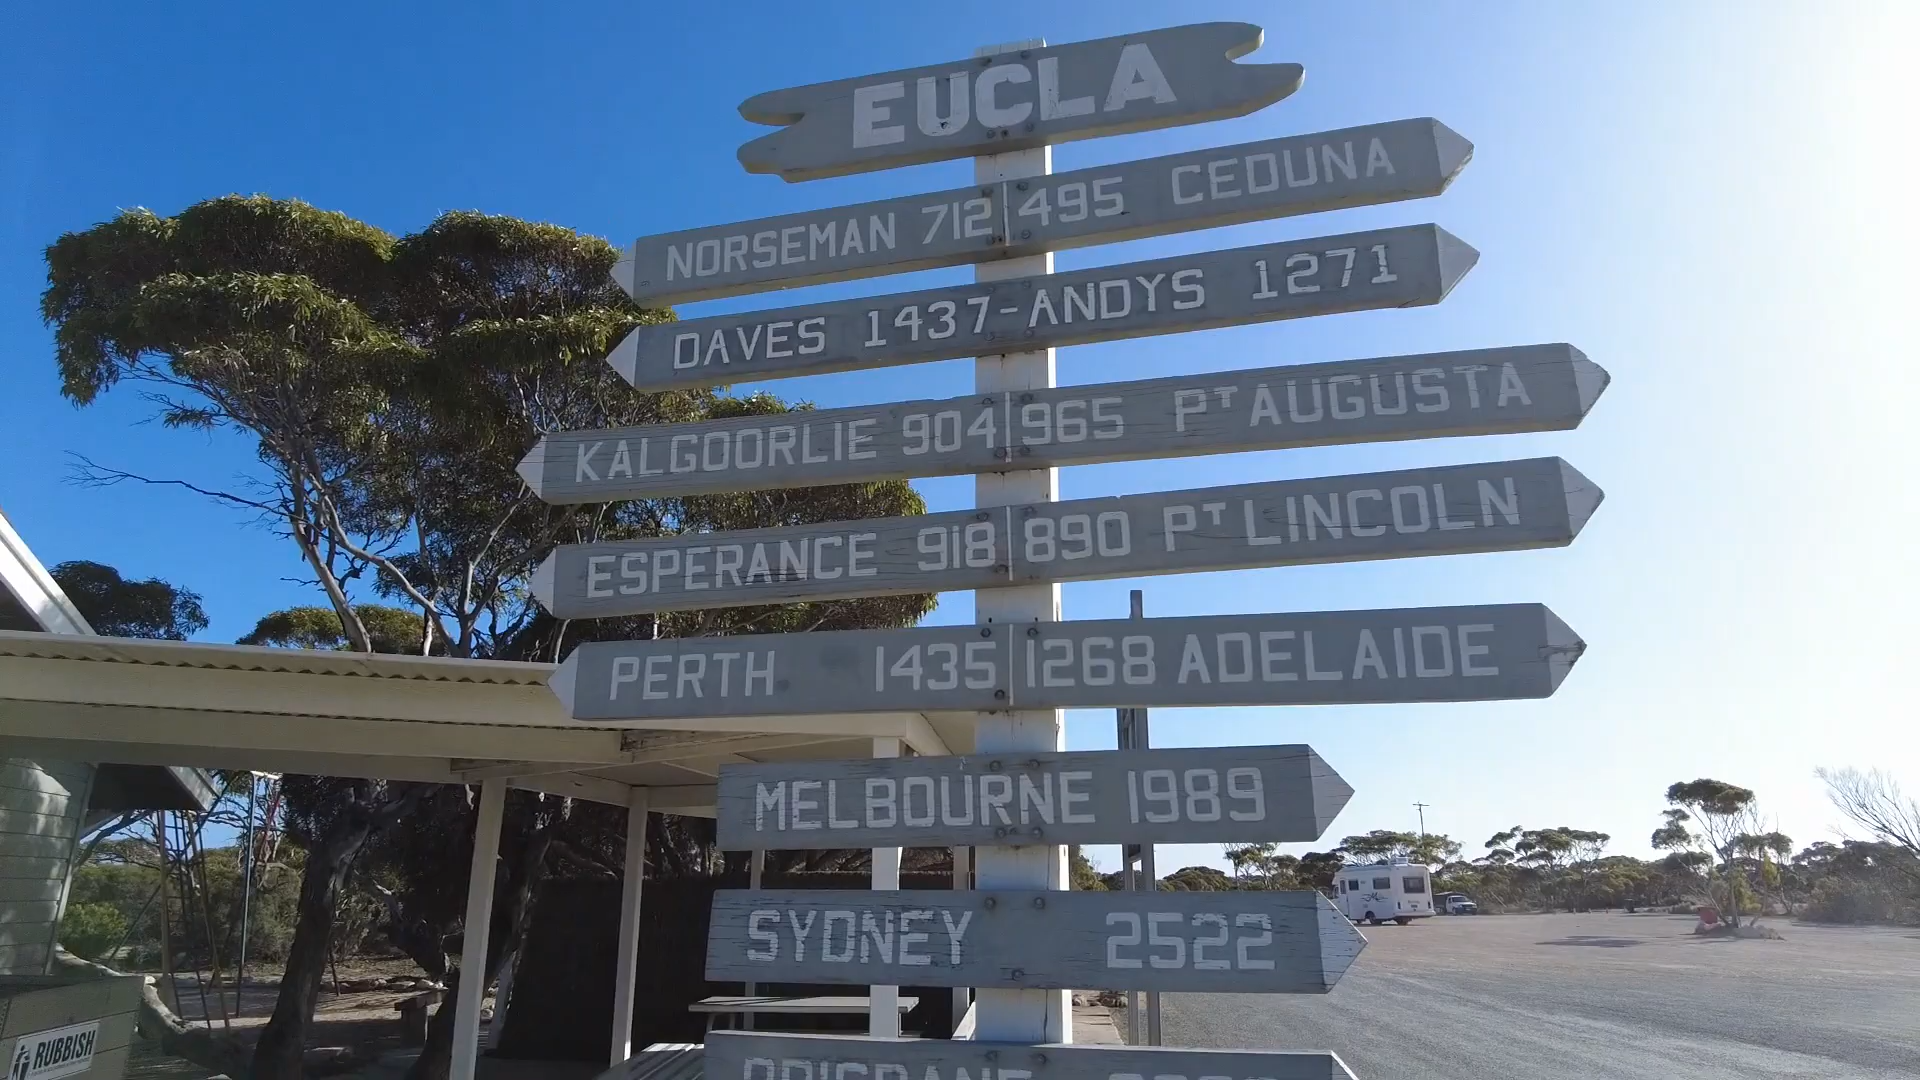 EUCLA
NORSEMAN 712 495 CEDUNA
DAVES 1437-ANDYS 1271
KALGOORLIE 904 965 PT AUGUSTA
ESPERANCE 918 890 PT LINCOLN
PERTH 1435 1268 ADELAIDE
MELBOURNE 1989
SYDNEY 2522
BRISBANE
RUBBISH